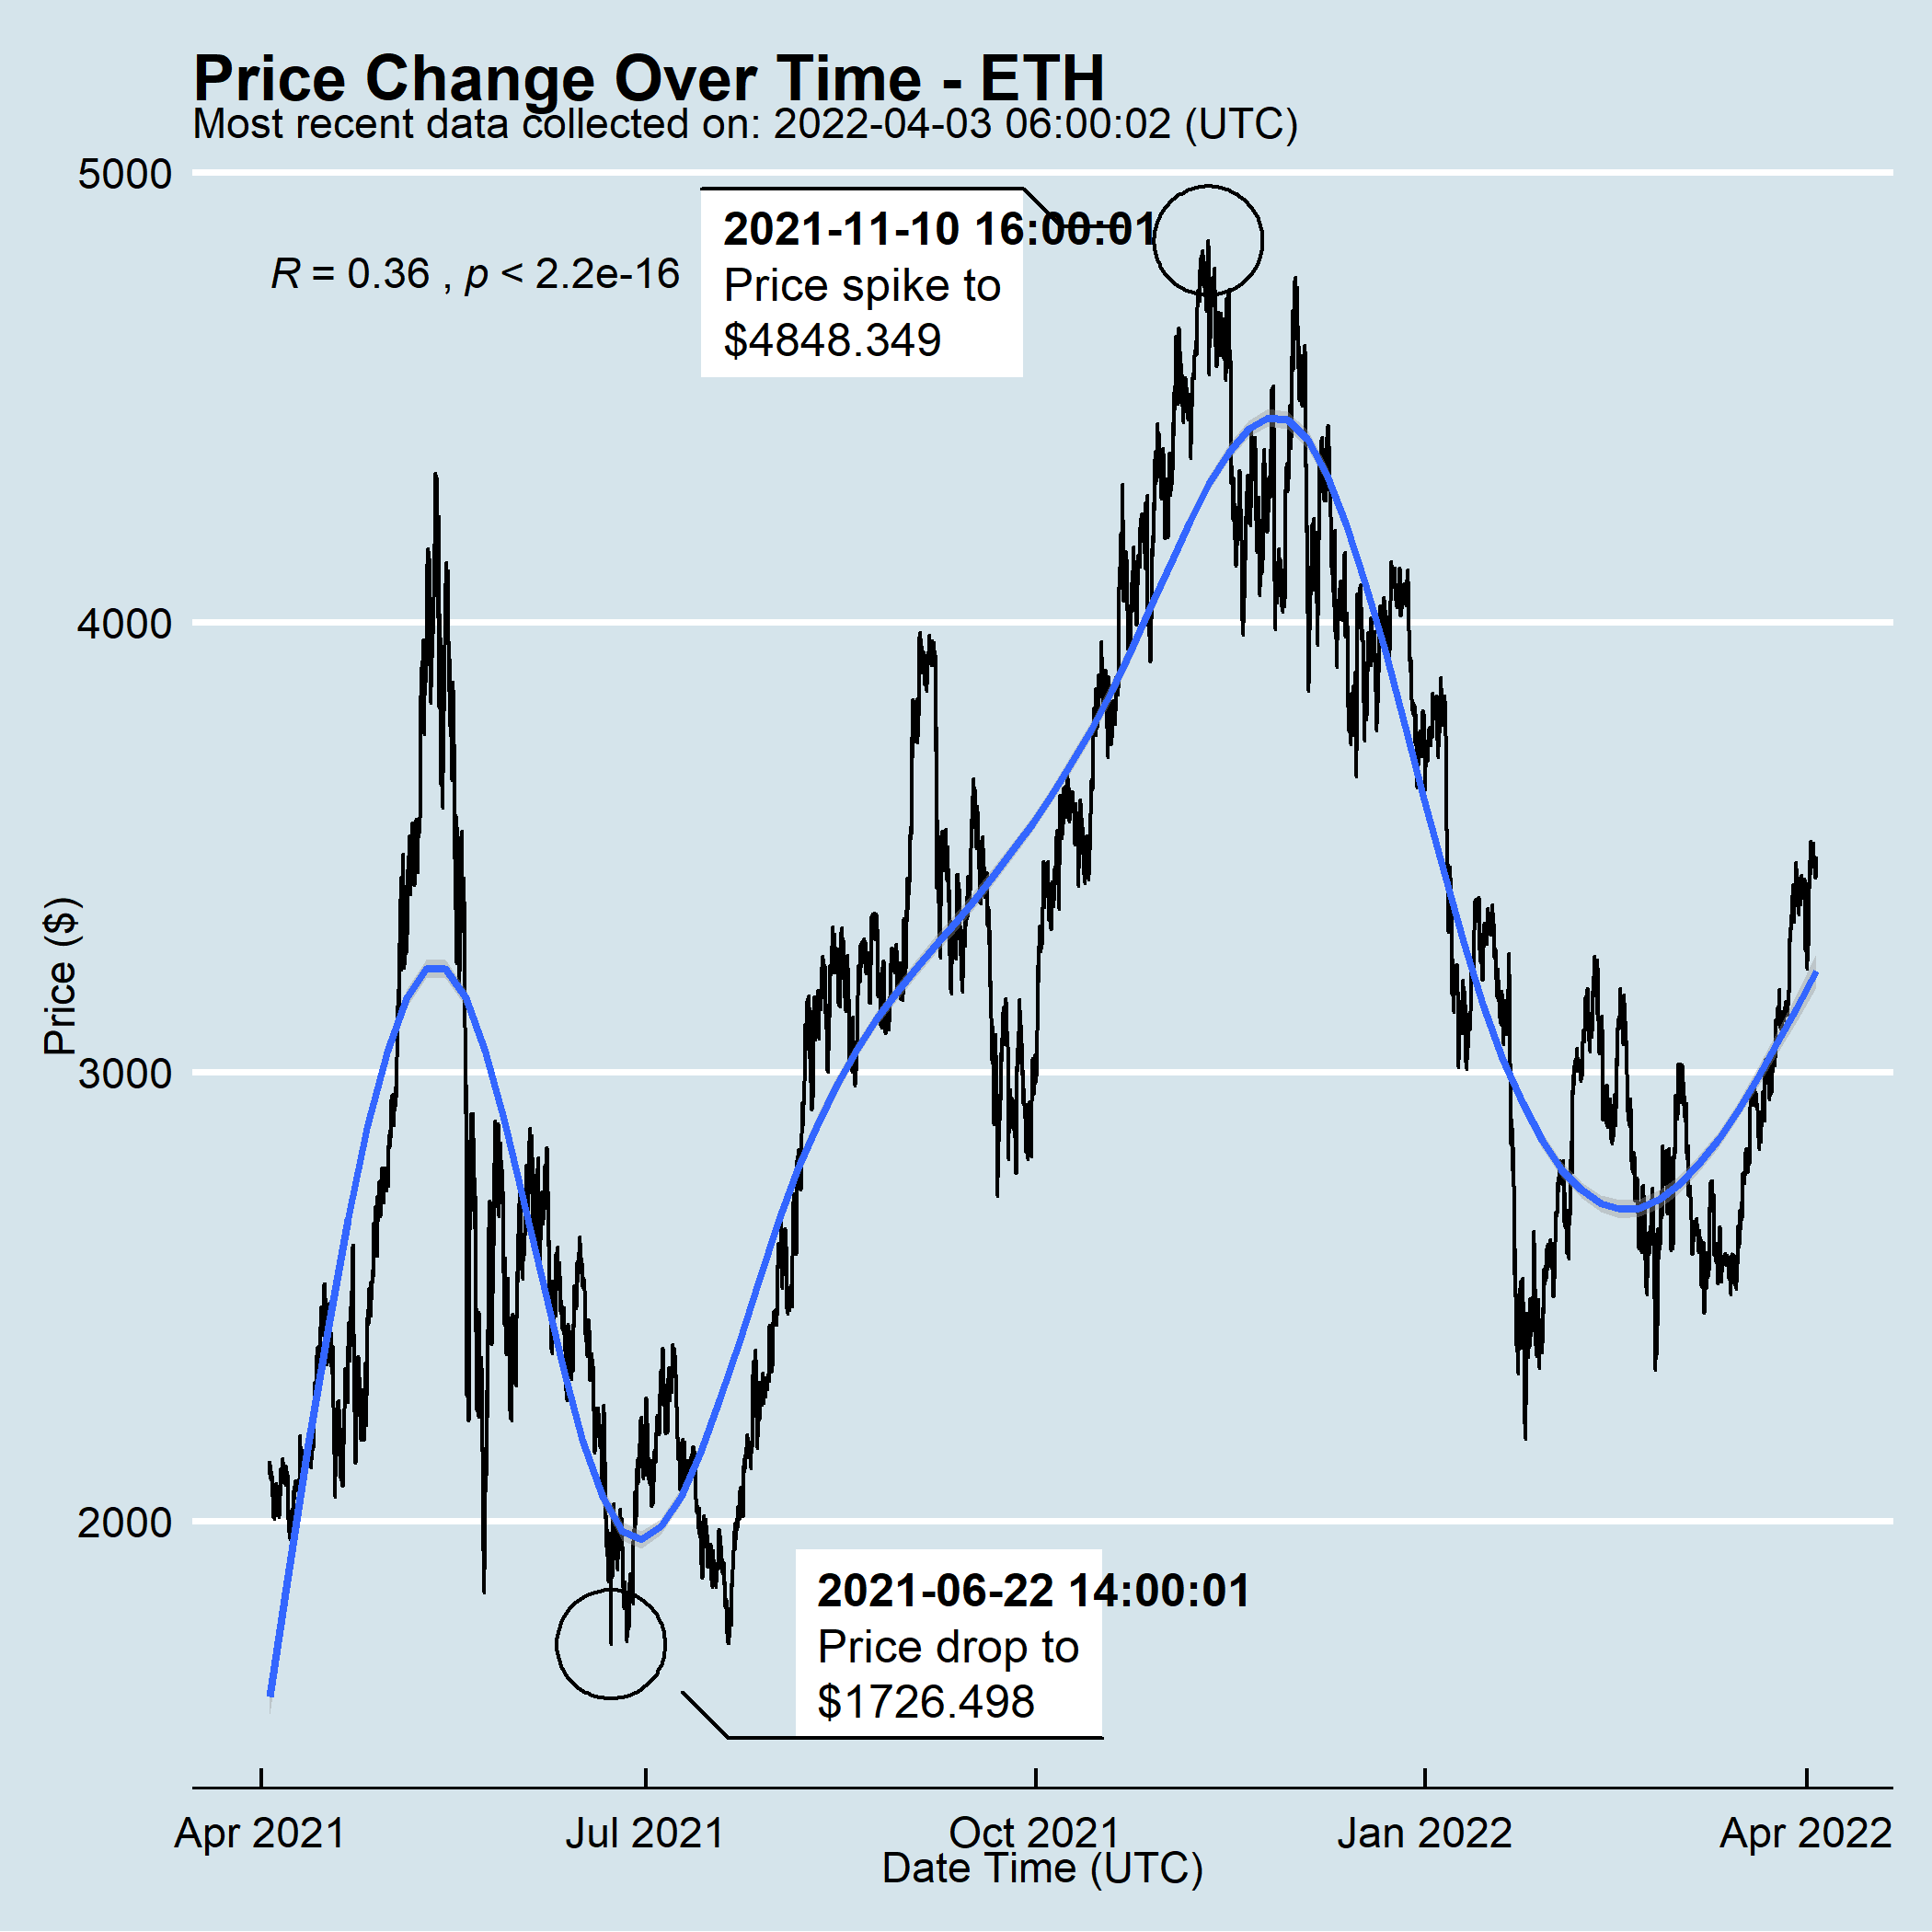 Price Change Over Time - ETH
Most recent data collected on: 2022-04-03 06:00:02 (UTC)
5000
2021-11-10 16:00:01
R = 0.36 , p < 2.2e-16
Price spike to
$4848.349
4000
Price ($)
3000
2000
2021-06-22 14:00:01
Price drop to
$1726.498
Apr 2021
Jul 2021
Oct 2021
Jan 2022
Apr 2022
Date Time (UTC)